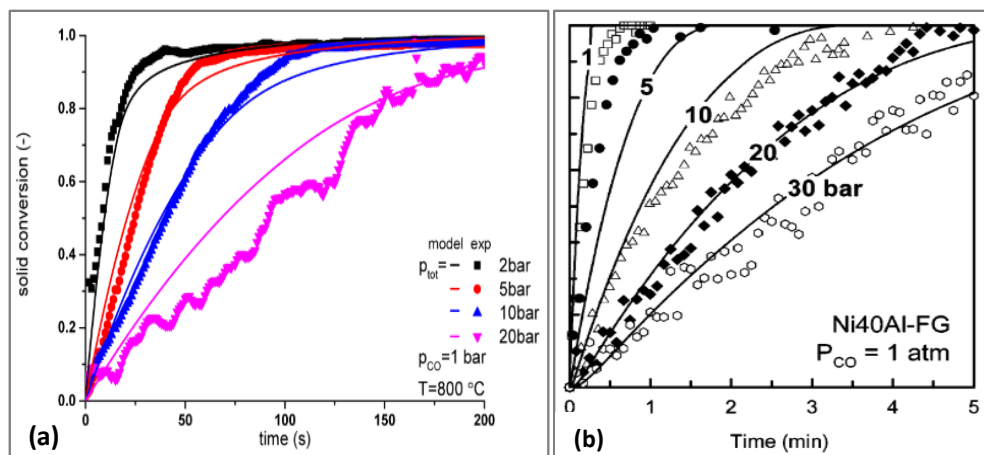 1.0
0.8
0.6
0.4
0.2
0.0
solid conversion (-)
model exp
p_tot= 2bar
5bar
10bar
20bar
p_CO=1 bar
T=800 °C
0 50 100 150 200
time (s)
(a)
1
5
10
20
30 bar
Ni40Al-FG
P_CO = 1 atm
0 1 2 3 4 5
Time (min)
(b)